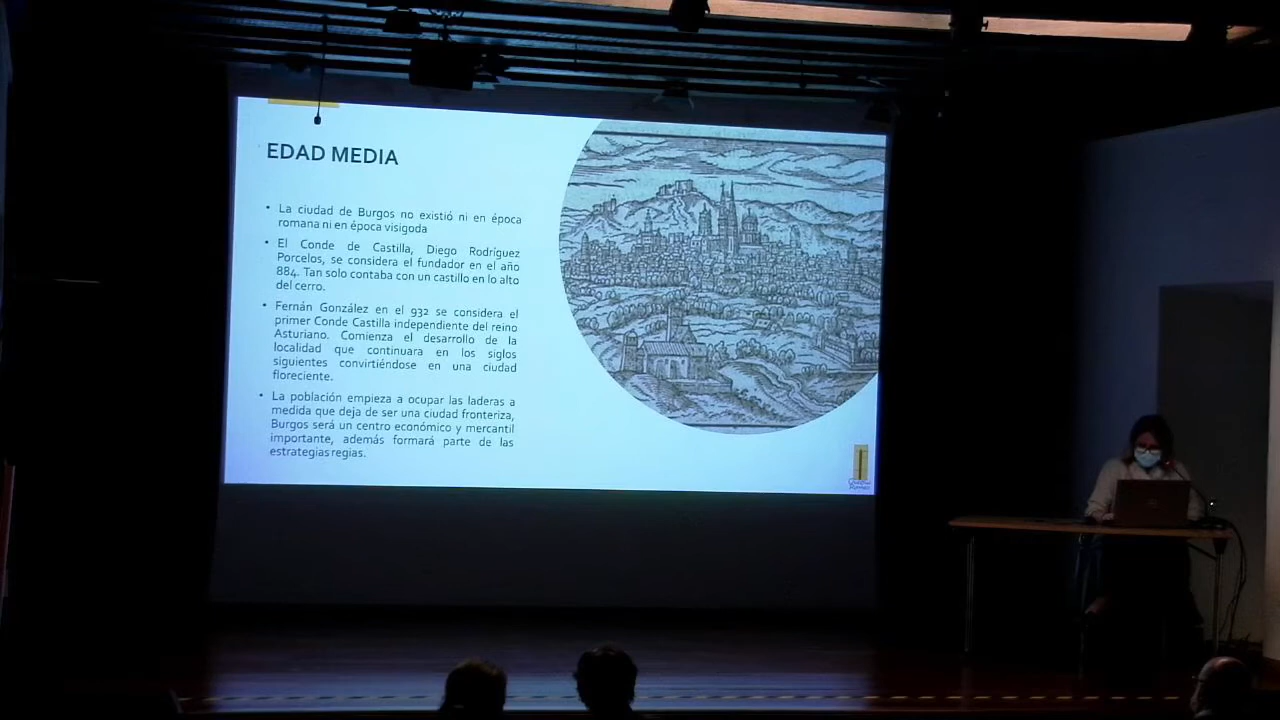 EDAD MEDIA
• La ciudad de Burgos no existió ni en época
romana ni en época visigoda
• El Conde de Castilla, Diego Rodríguez
Porcelos, se considera el fundador en el año
884. Tan solo contaba con un castillo en lo alto
del cerro.
• Fernán González en el 932 se considera el
primer Conde Castilla independiente del reino
Asturiano. Comienza el desarrollo de la
localidad que continuara en los siglos
siguientes convirtiéndose en una ciudad
floreciente.
• La población empieza a ocupar las laderas a
medida que deja de ser una ciudad fronteriza,
Burgos será un centro económico y mercantil
importante, además formará parte de las
estrategias regias.